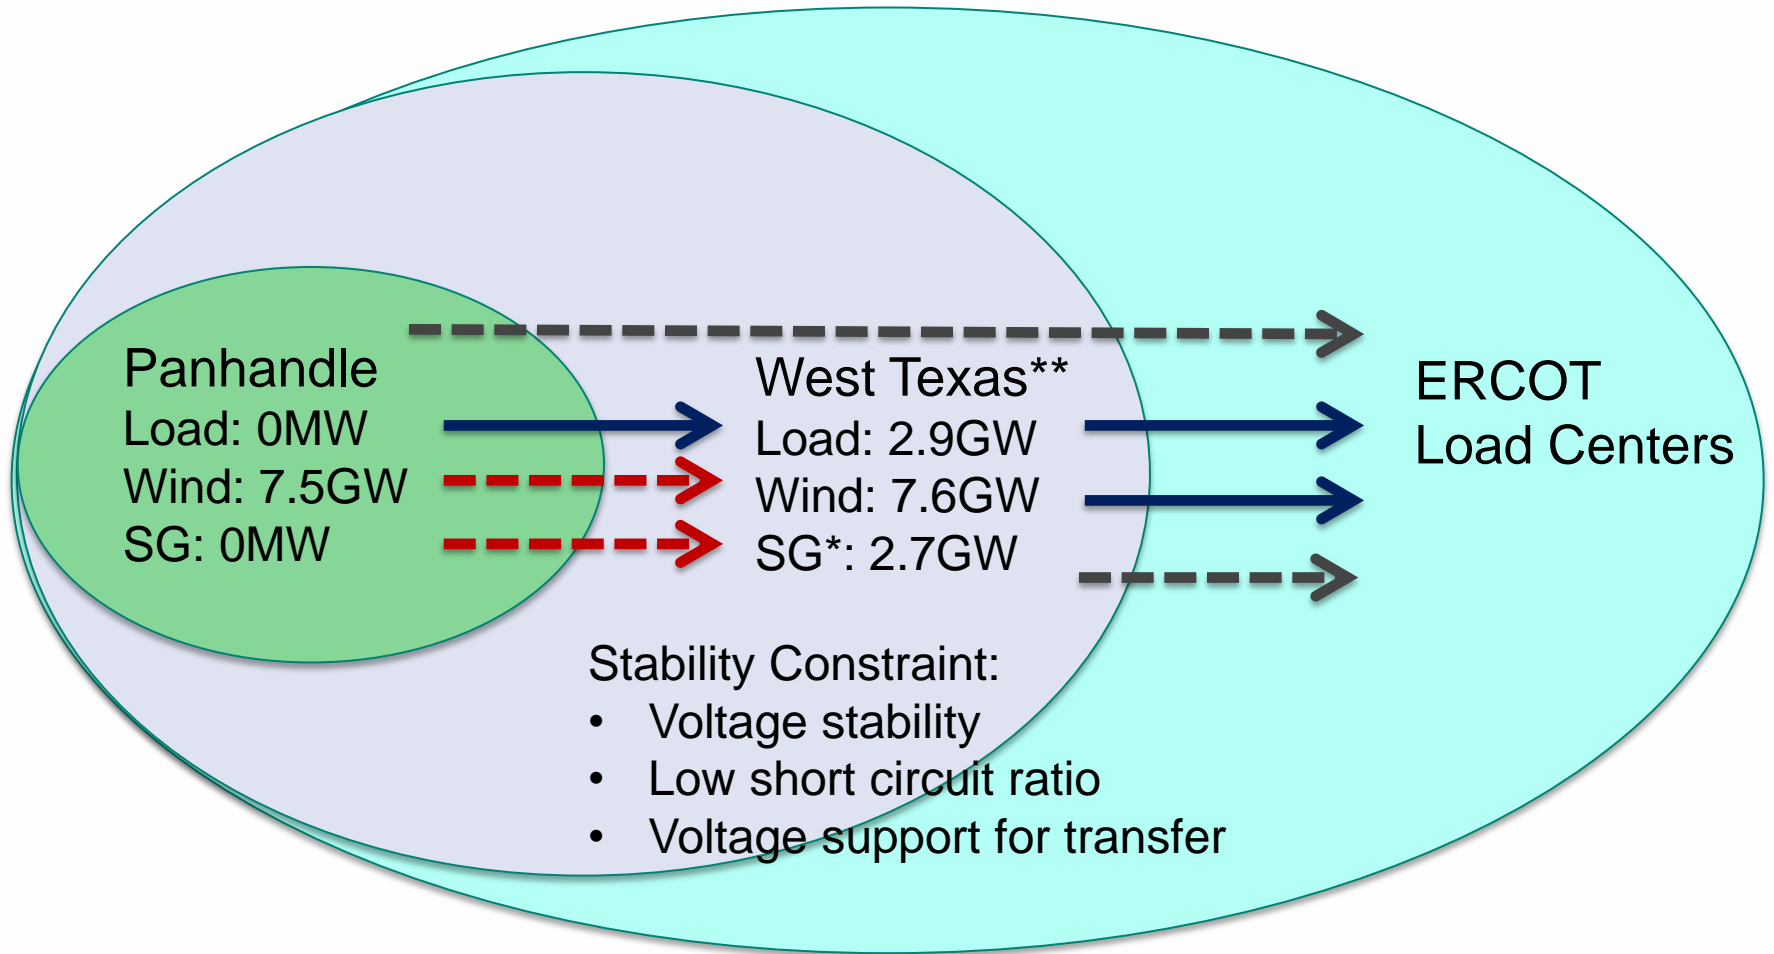 Panhandle
Load: 0MW
Wind: 7.5GW
SG: 0MW
West Texas**
Load: 2.9GW
Wind: 7.6GW
SG*: 2.7GW
ERCOT
Load Centers
Stability Constraint:
• Voltage stability
• Low short circuit ratio
• Voltage support for transfer